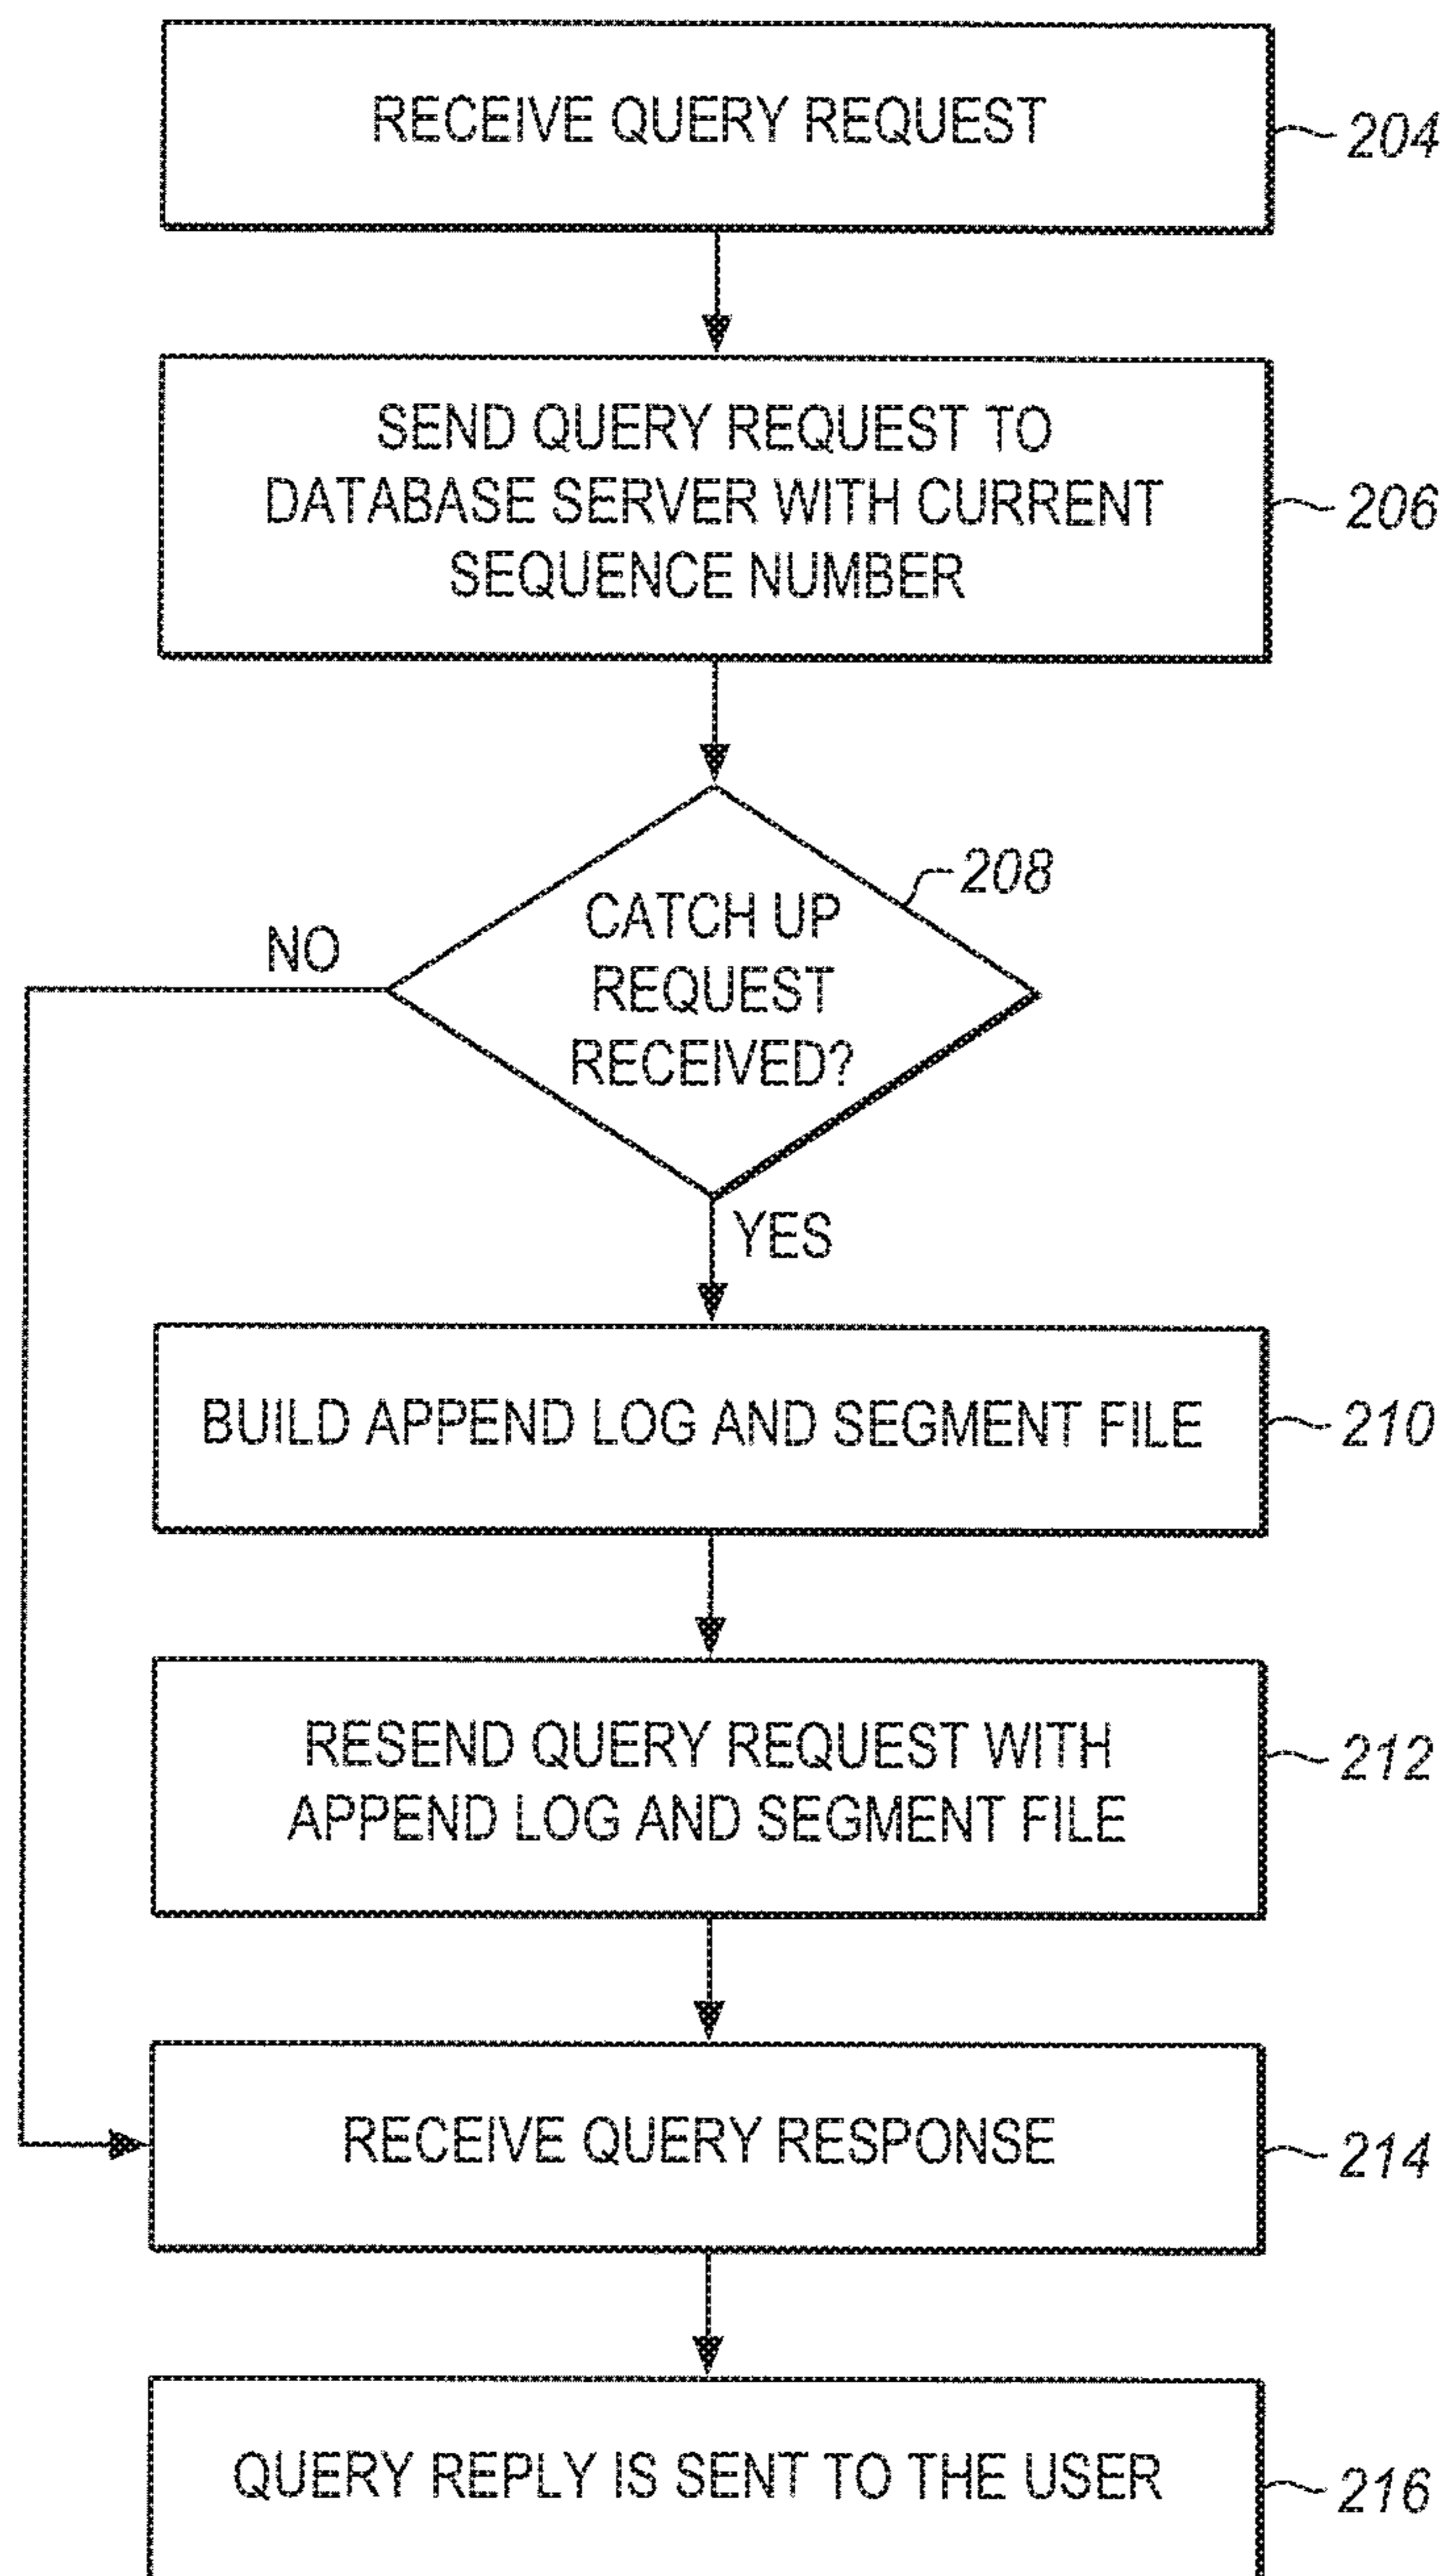 RECEIVE QUERY REQUEST
204
SEND QUERY REQUEST TO
DATABASE SERVER WITH CURRENT
SEQUENCE NUMBER
206
208
CATCH UP
REQUEST
RECEIVED?
NO
YES
BUILD APPEND LOG AND SEGMENT FILE
210
RESEND QUERY REQUEST WITH
APPEND LOG AND SEGMENT FILE
212
RECEIVE QUERY RESPONSE
214
QUERY REPLY IS SENT TO THE USER
216